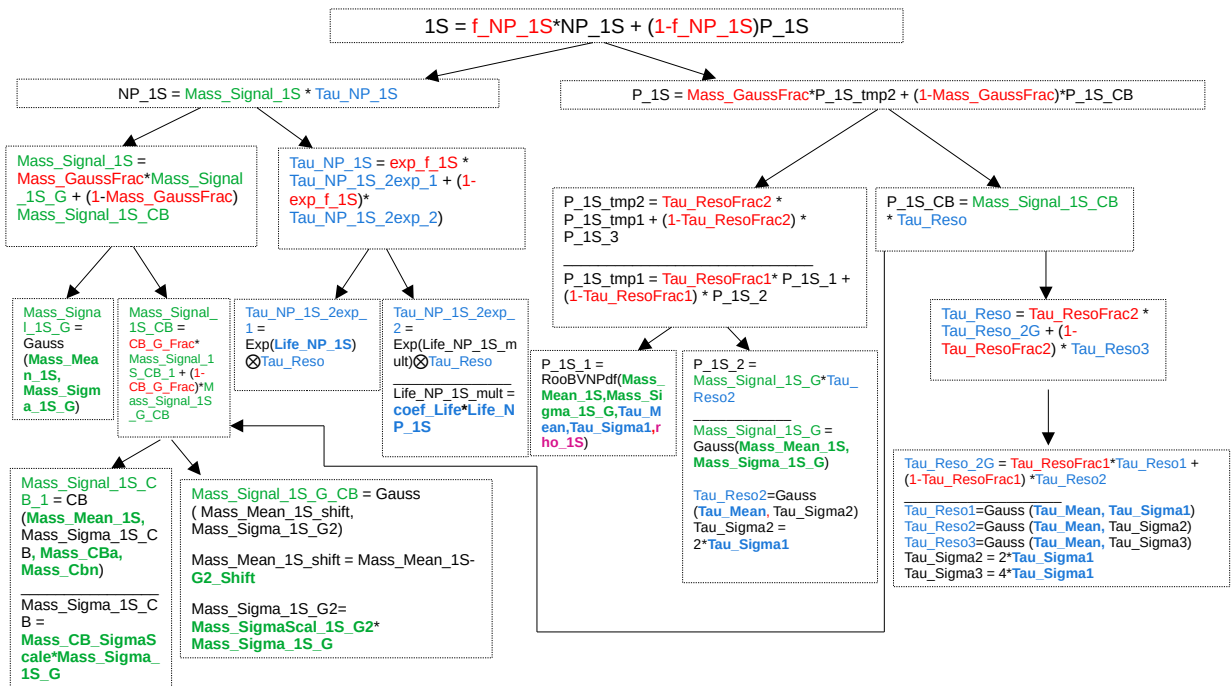 1S = f_NP_1S*NP_1S + (1-f_NP_1S)P_1S
NP_1S = Mass_Signal_1S * Tau_NP_1S
P_1S = Mass_GaussFrac*P_1S_tmp2 + (1-Mass_GaussFrac)*P_1S_CB
Mass_Signal_1S =
Mass_GaussFrac*Mass_Signal
_1S_G + (1-Mass_GaussFrac)
Mass_Signal_1S_CB
Tau_NP_1S = exp_f_1S *
Tau_NP_1S_2exp_1 + (1-
exp_f_1S)*
Tau_NP_1S_2exp_2)
P_1S_tmp2 = Tau_ResoFrac2 *
P_1S_tmp1 + (1-Tau_ResoFrac2) *
P_1S_3
P_1S_tmp1 = Tau_ResoFrac1* P_1S_1 +
(1-Tau_ResoFrac1) * P_1S_2
P_1S_CB = Mass_Signal_1S_CB
* Tau_Reso
Mass_Signa
l_1S_G =
Gauss
(Mass_Mea
n_1S,
Mass_Sigm
a_1S_G)
Mass_Signal_
1S_CB =
CB_G_Frac*
Mass_Signal_1
S_CB_1 + (1-
CB_G_Frac)*M
ass_Signal_1S
_G_CB
Tau_NP_1S_2exp_
1 =
Exp(Life_NP_1S)
⊗Tau_Reso
Tau_NP_1S_2exp_
2 =
Exp(Life_NP_1S_m
ult)⊗Tau_Reso
Life_NP_1S_mult =
coef_Life*Life_N
P_1S
P_1S_1 =
RooBVNPdf(Mass_
Mean_1S,Mass_Si
gma_1S_G,Tau_M
ean,Tau_Sigma1,r
ho_1S)
P_1S_2 =
Mass_Signal_1S_G*Tau_
Reso2
Mass_Signal_1S_G =
Gauss(Mass_Mean_1S,
Mass_Sigma_1S_G)
Tau_Reso2=Gauss
(Tau_Mean, Tau_Sigma2)
Tau_Sigma2 =
2*Tau_Sigma1
Tau_Reso = Tau_ResoFrac2 *
Tau_Reso_2G + (1-
Tau_ResoFrac2) * Tau_Reso3
Tau_Reso_2G = Tau_ResoFrac1*Tau_Reso1 +
(1-Tau_ResoFrac1) *Tau_Reso2
Tau_Reso1=Gauss (Tau_Mean, Tau_Sigma1)
Tau_Reso2=Gauss (Tau_Mean, Tau_Sigma2)
Tau_Reso3=Gauss (Tau_Mean, Tau_Sigma3)
Tau_Sigma2 = 2*Tau_Sigma1
Tau_Sigma3 = 4*Tau_Sigma1
Mass_Signal_1S_C
B_1 = CB
(Mass_Mean_1S,
Mass_Sigma_1S_C
B, Mass_CBa,
Mass_Cbn)
Mass_Sigma_1S_C
B =
Mass_CB_SigmaS
cale*Mass_Sigma_
1S_G
Mass_Signal_1S_G_CB = Gauss
( Mass_Mean_1S_shift,
Mass_Sigma_1S_G2)
Mass_Mean_1S_shift = Mass_Mean_1S-
G2_Shift
Mass_Sigma_1S_G2=
Mass_SigmaScal_1S_G2*
Mass_Sigma_1S_G